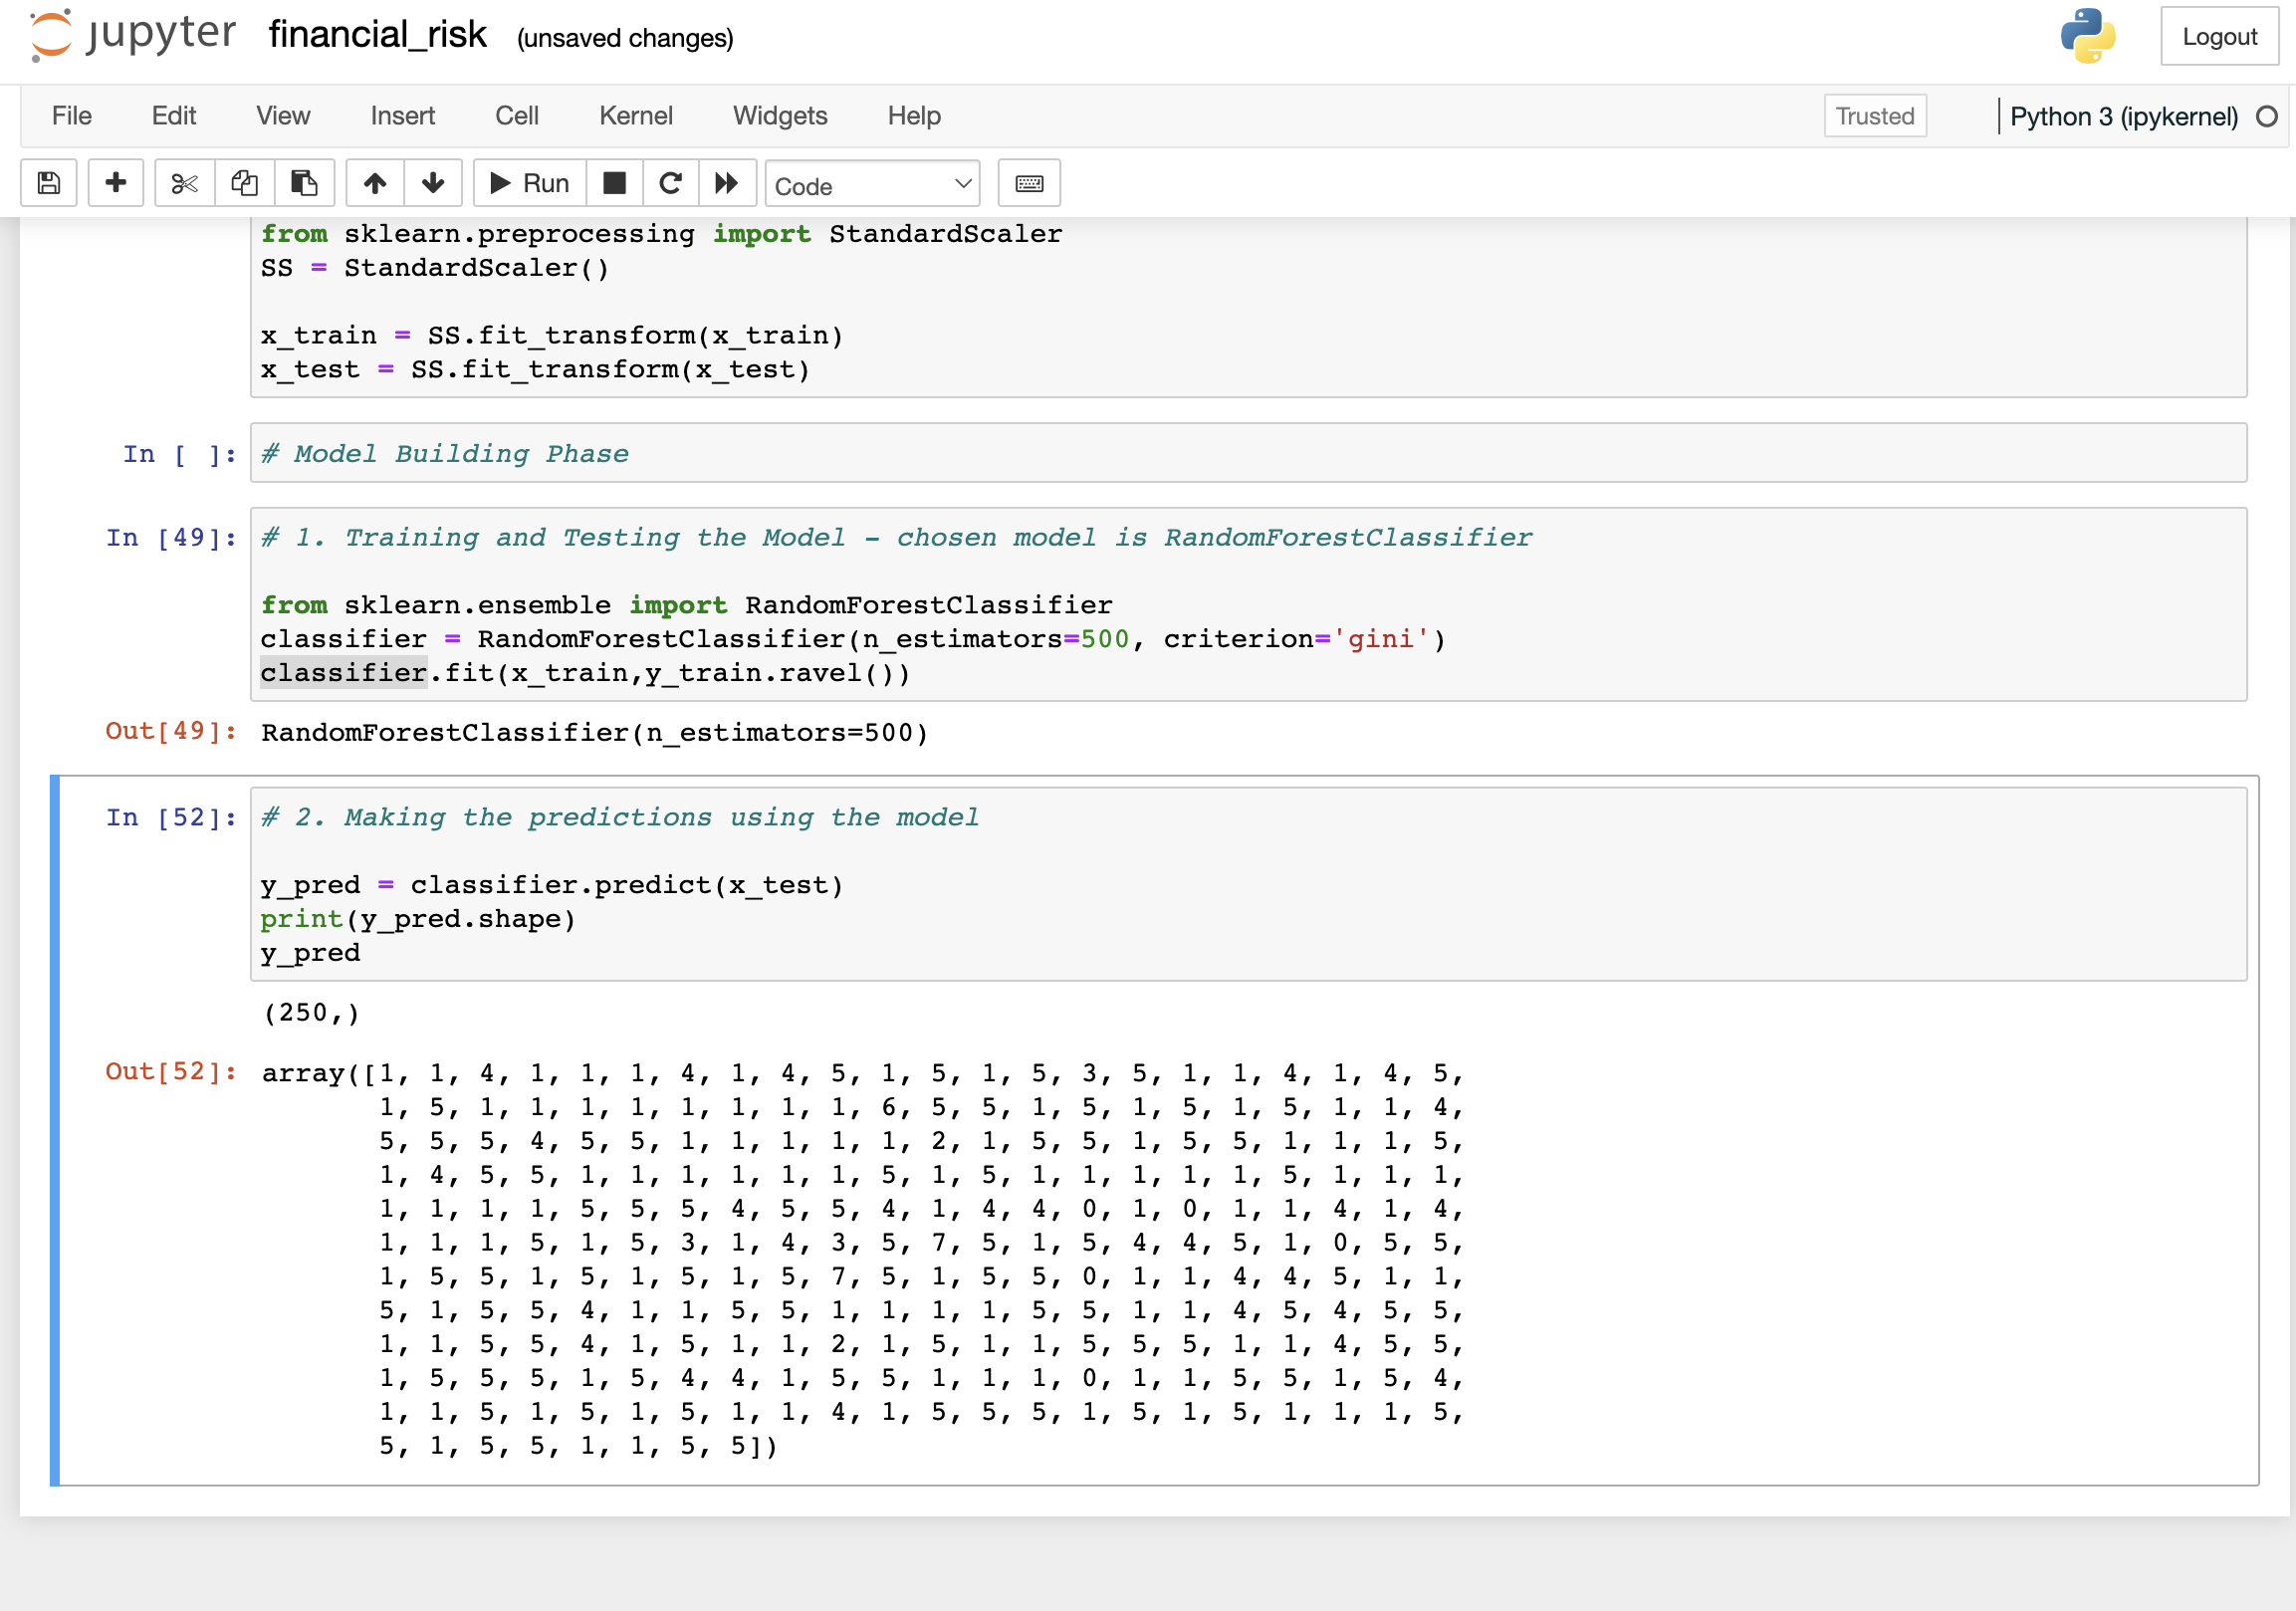 jupyter financial_risk (unsaved changes) Logout
File Edit View Insert Cell Kernel Widgets Help Trusted Python 3 (ipykernel)
Run Code
from sklearn.preprocessing import StandardScaler
SS = StandardScaler()
x_train = SS.fit_transform(x_train)
x_test = SS.fit_transform(x_test)
In [ ]: # Model Building Phase
In [49]: # 1. Training and Testing the Model - chosen model is RandomForestClassifier
from sklearn.ensemble import RandomForestClassifier
classifier = RandomForestClassifier(n_estimators=500, criterion='gini')
classifier.fit(x_train,y_train.ravel())
Out[49]: RandomForestClassifier(n_estimators=500)
In [52]: # 2. Making the predictions using the model
y_pred = classifier.predict(x_test)
print(y_pred.shape)
y_pred
(250,)
Out[52]: array([1, 1, 4, 1, 1, 1, 4, 1, 4, 5, 1, 5, 1, 5, 3, 5, 1, 1, 4, 1, 4, 5,
1, 5, 1, 1, 1, 1, 1, 1, 1, 1, 6, 5, 5, 1, 5, 1, 5, 1, 5, 1, 1, 4,
5, 5, 5, 4, 5, 5, 1, 1, 1, 1, 1, 2, 1, 5, 5, 1, 5, 5, 1, 1, 1, 5,
1, 4, 5, 5, 1, 1, 1, 1, 1, 1, 5, 1, 5, 1, 1, 1, 1, 1, 5, 1, 1, 1,
1, 1, 1, 1, 5, 5, 5, 4, 5, 5, 4, 1, 4, 4, 0, 1, 0, 1, 1, 4, 1, 4,
1, 1, 1, 5, 1, 5, 3, 1, 4, 3, 5, 7, 5, 1, 5, 4, 4, 5, 1, 0, 5, 5,
1, 5, 5, 1, 5, 1, 5, 1, 5, 7, 5, 1, 5, 5, 0, 1, 1, 4, 4, 5, 1, 1,
5, 1, 5, 5, 4, 1, 1, 5, 5, 1, 1, 1, 1, 5, 5, 1, 1, 4, 5, 4, 5, 5,
1, 1, 5, 5, 4, 1, 5, 1, 1, 2, 1, 5, 1, 1, 5, 5, 5, 1, 1, 4, 5, 5,
1, 5, 5, 5, 1, 5, 4, 4, 1, 5, 5, 1, 1, 1, 0, 1, 1, 5, 5, 1, 5, 4,
1, 1, 5, 1, 5, 1, 5, 1, 1, 4, 1, 5, 5, 5, 1, 5, 1, 5, 1, 1, 1, 5,
5, 1, 5, 5, 1, 1, 5, 5])